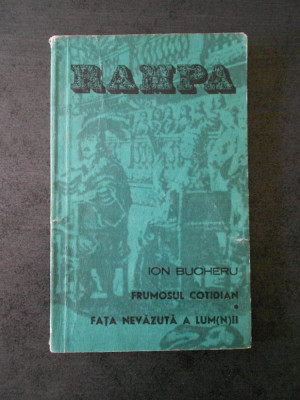 RAMPA
ION BUCHERU
FRUMOSUL COTIDIAN
•
FAȚA NEVĂZUTĂ A LUM(N)II